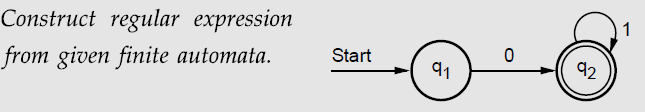 Construct regular expression
from given finite automata.
Start
q1
0
q2
1